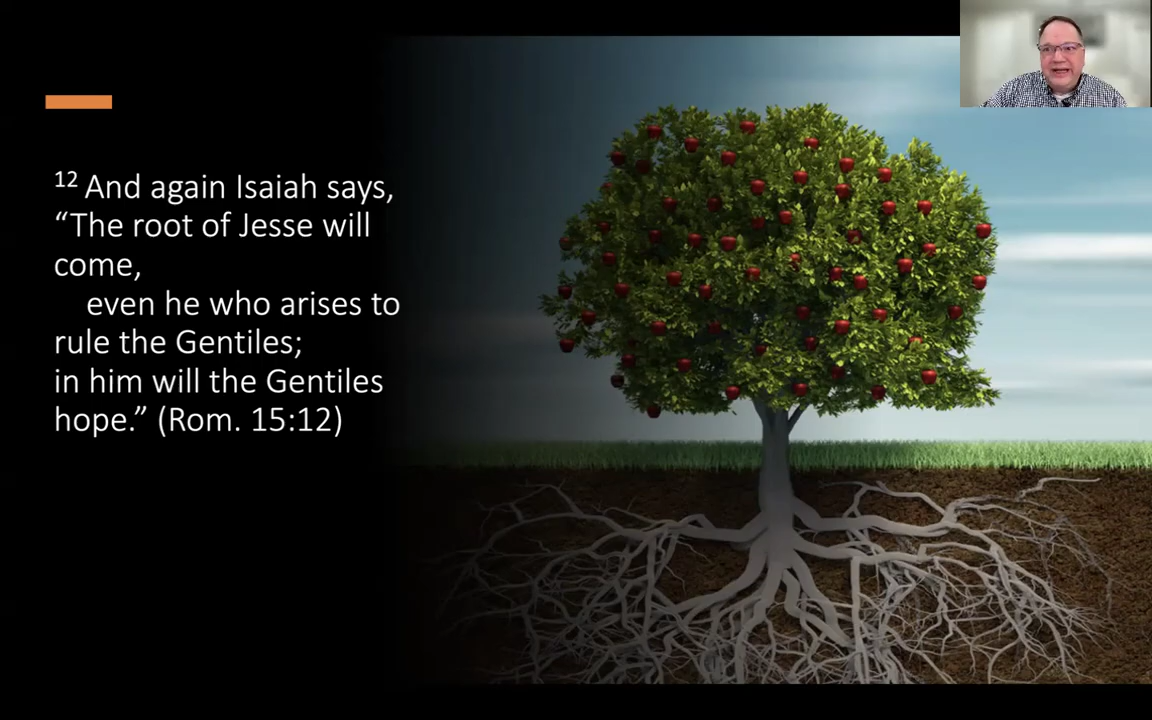 12 And again Isaiah says,
“The root of Jesse will
come,
even he who arises to
rule the Gentiles;
in him will the Gentiles
hope.” (Rom. 15:12)